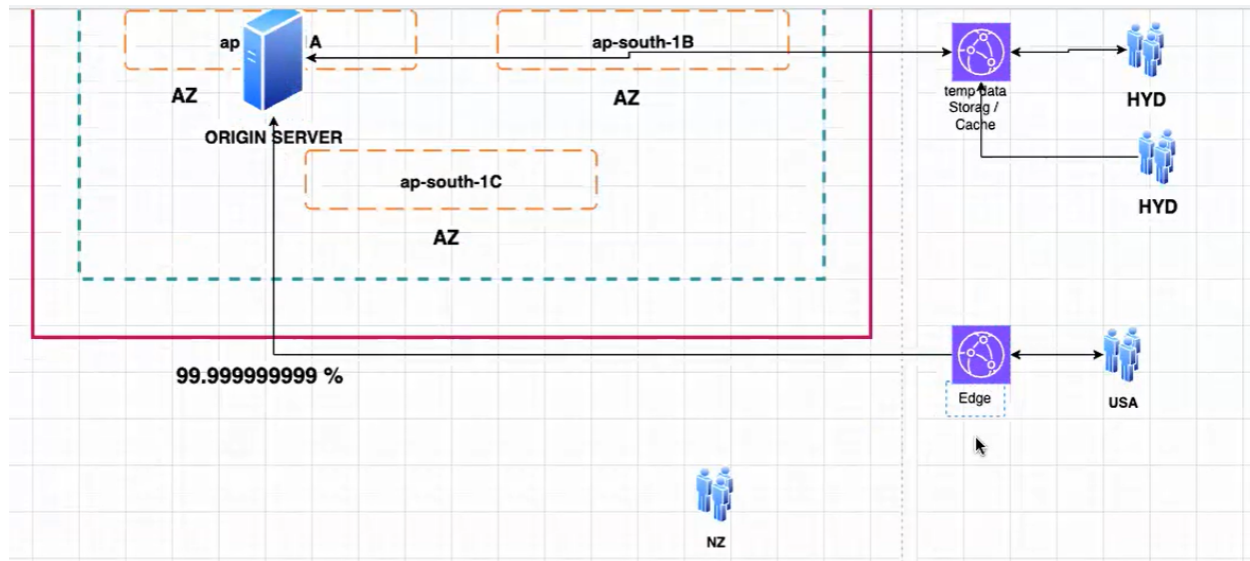 ap A
ap-south-1B
AZ
AZ
ORIGIN SERVER
ap-south-1C
AZ
temp data
Storag /
Cache
HYD
HYD
99.999999999 %
Edge
USA
NZ